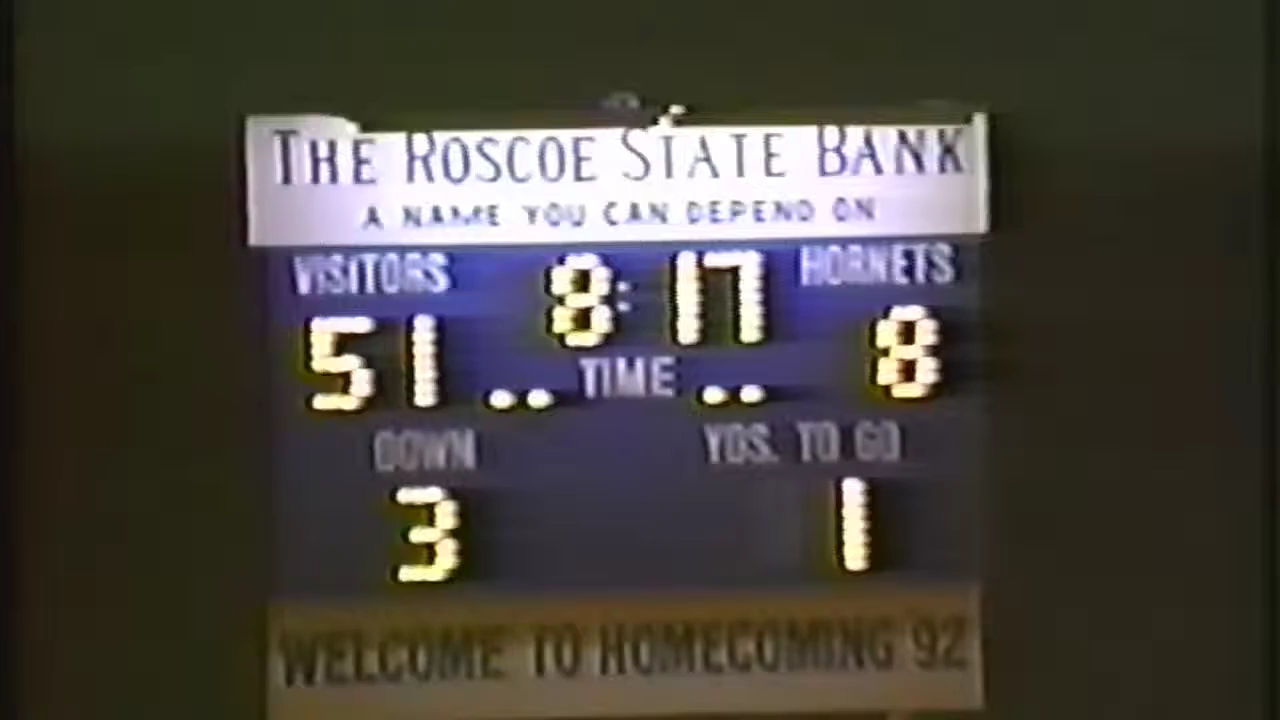 THE ROSCOE STATE BANK
A NAME YOU CAN DEPEND ON
VISITORS 8:17 HORNETS
51 TIME 8
DOWN YDS. TO GO
3 1
WELCOME TO HOMECOMING 92